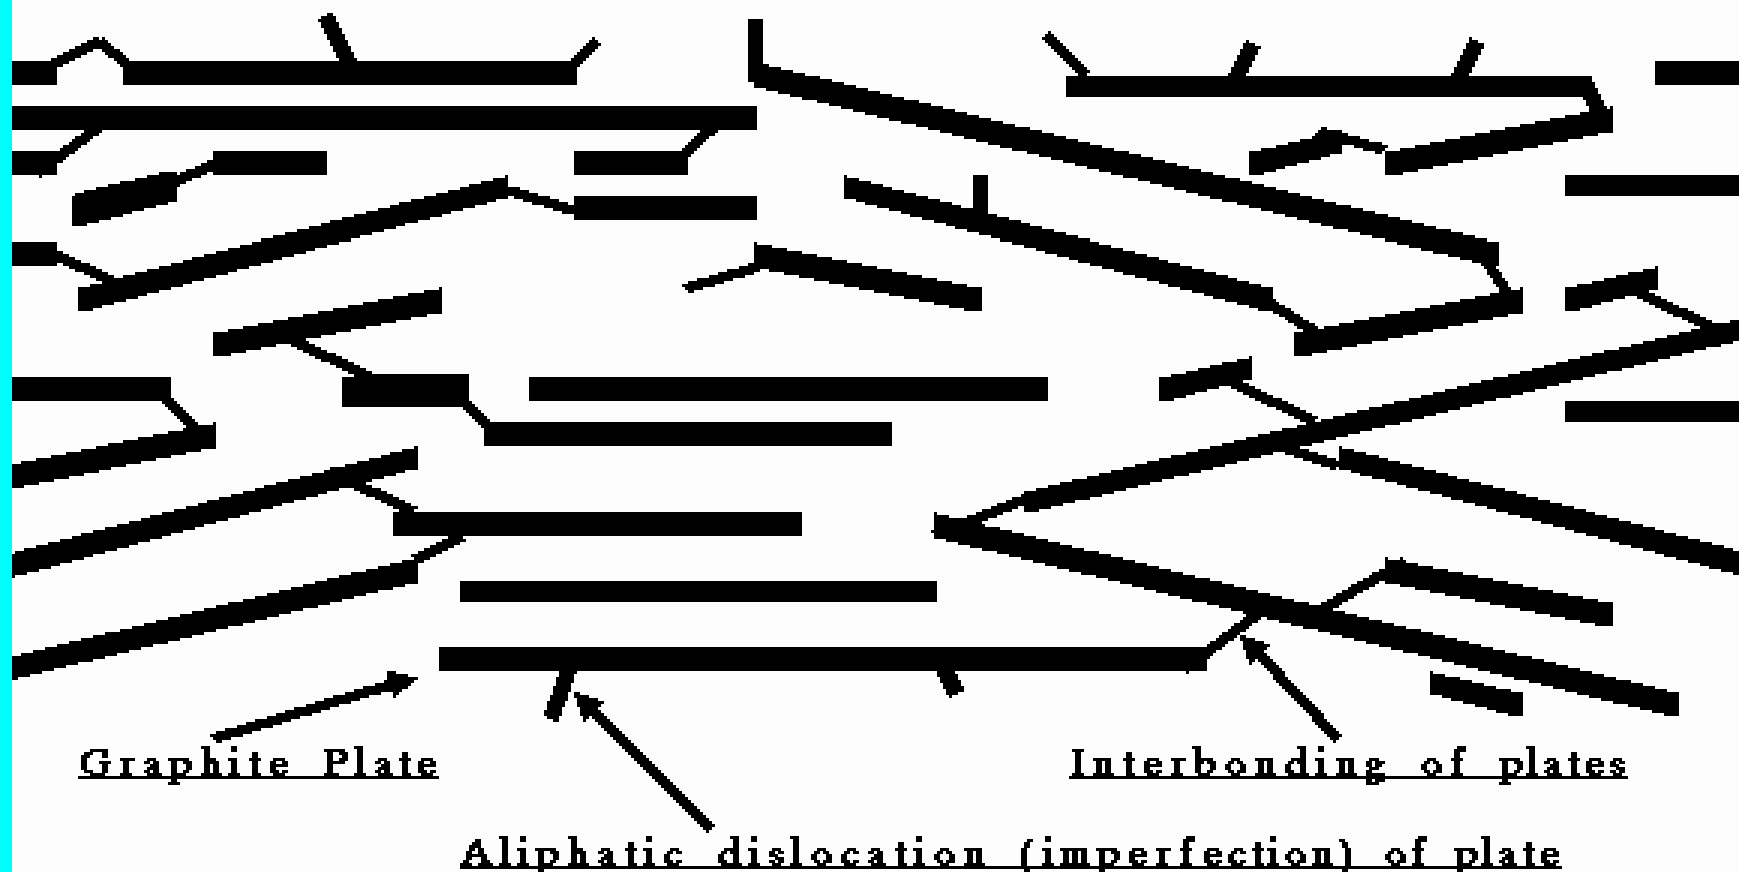 Graphite Plate
Interbonding of plates
Aliphatic dislocation (imperfection) of plate